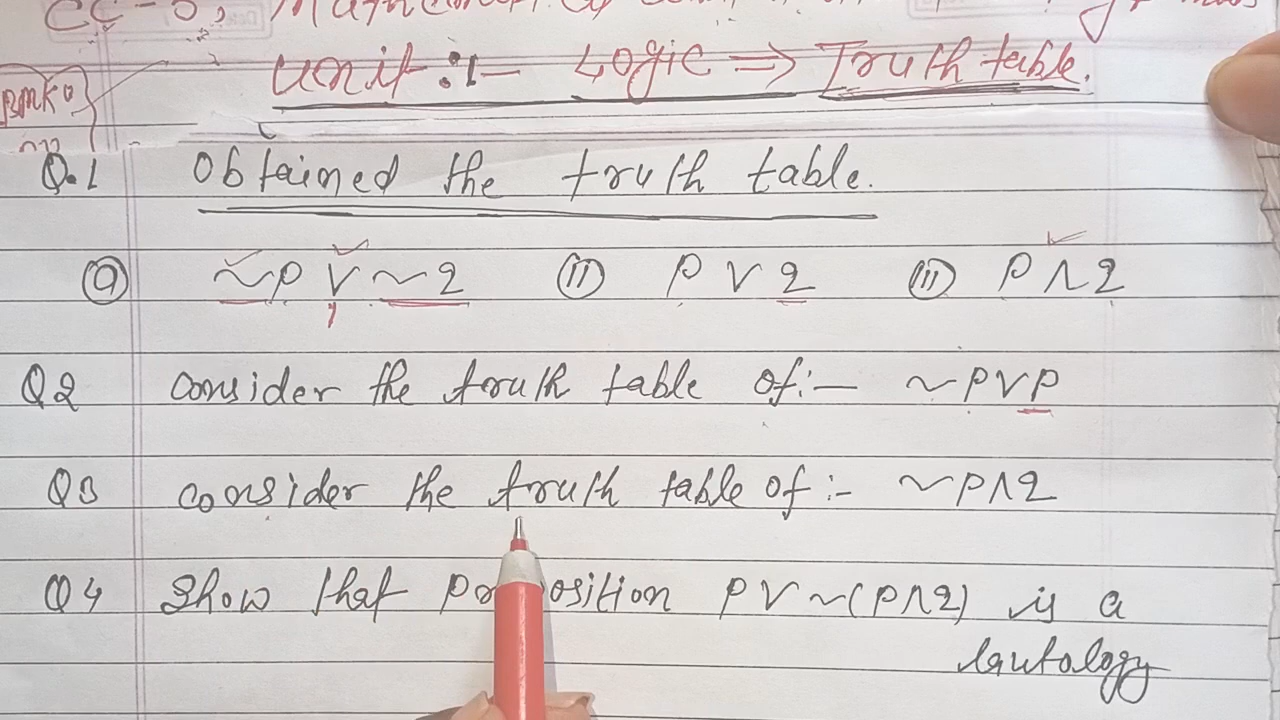 Unit :1- Logic => Truth table.
Q.1 Obtained the truth table.
(a) ~p ∨ ~q (ii) p ∨ q (iii) p ∧ q
Q2 Consider the truth table of:- ~p∨p
Q3 Consider the truth table of:- ~p∧q
Q4 Show that proposition p∨~(p∧q) is a
tautology